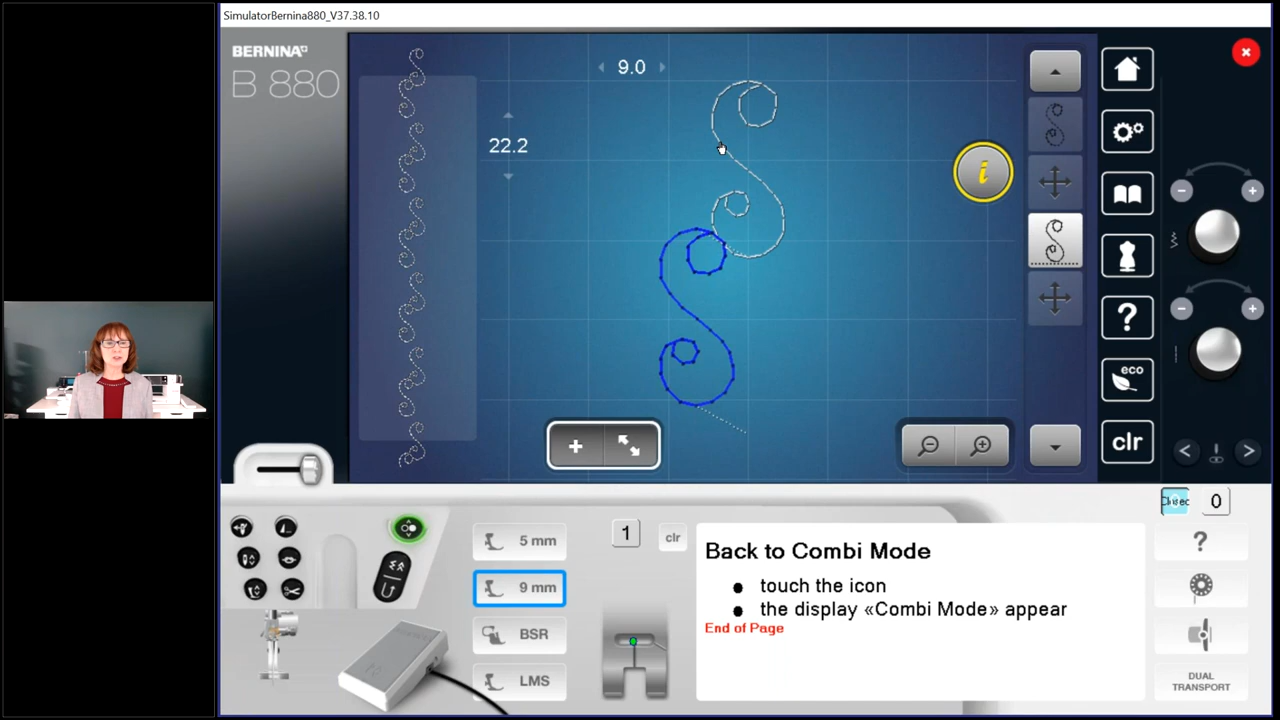 SimulatorBernina880_V37.38.10
BERNINA
B 880
9.0
22.2
i
?
eco
clr
Closed
0
1
clr
5 mm
9 mm
BSR
LMS
Back to Combi Mode
● touch the icon
● the display «Combi Mode» appear
End of Page
?
DUAL
TRANSPORT